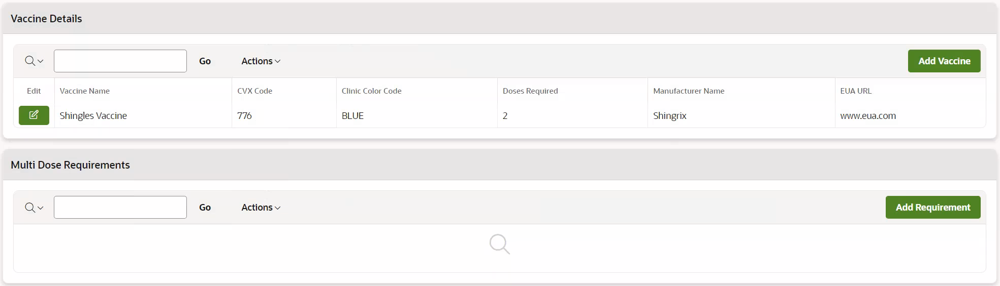 Vaccine Details
Go Actions Add Vaccine
Edit Vaccine Name CVX Code Clinic Color Code Doses Required Manufacturer Name EUA URL
Shingles Vaccine 776 BLUE 2 Shingrix www.eua.com
Multi Dose Requirements
Go Actions Add Requirement